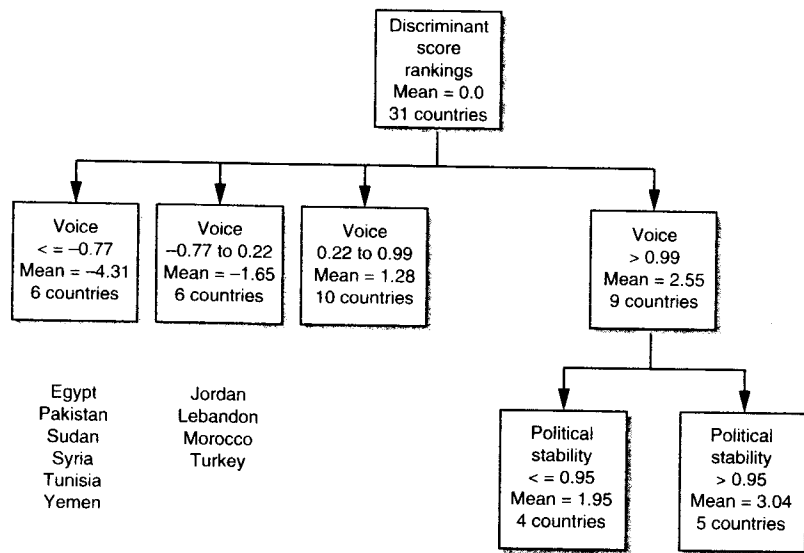 Discriminant
score
rankings
Mean = 0.0
31 countries
Voice
< = –0.77
Mean = –4.31
6 countries
Voice
–0.77 to 0.22
Mean = –1.65
6 countries
Voice
0.22 to 0.99
Mean = 1.28
10 countries
Voice
> 0.99
Mean = 2.55
9 countries
Egypt
Pakistan
Sudan
Syria
Tunisia
Yemen
Jordan
Lebandon
Morocco
Turkey
Political
stability
< = 0.95
Mean = 1.95
4 countries
Political
stability
> 0.95
Mean = 3.04
5 countries